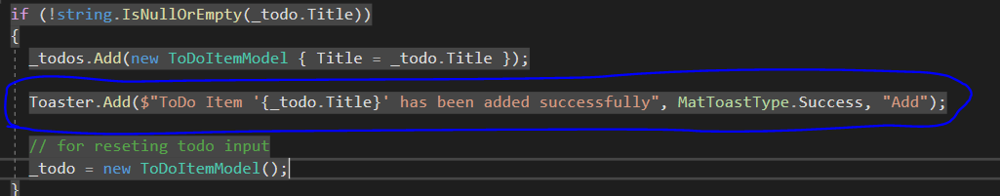 if (!string.IsNullOrEmpty(_todo.Title))
{
_todos.Add(new ToDoItemModel { Title = _todo.Title });
Toaster.Add($"ToDo Item '{_todo.Title}' has been added successfully", MatToastType.Success, "Add");
// for reseting todo input
_todo = new ToDoItemModel();
}